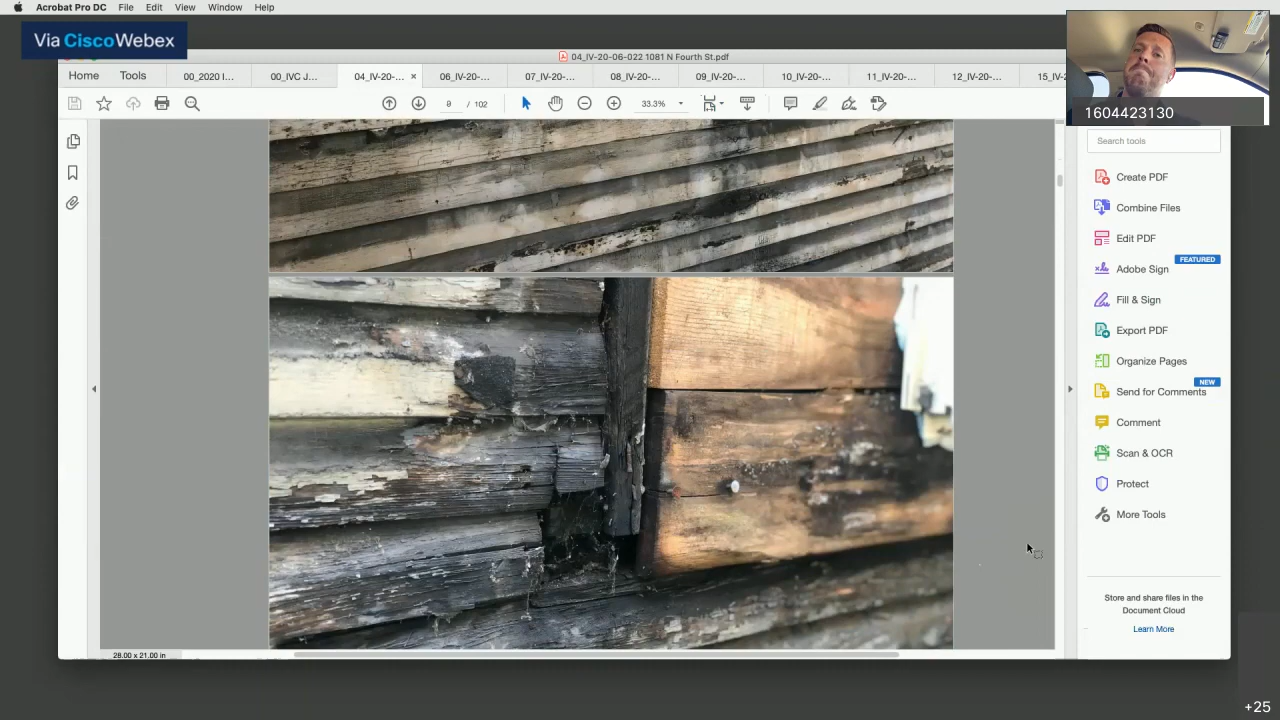 Acrobat Pro DC File Edit View Window Help
Via Cisco Webex
04_IV-20-06-022 1081 N Fourth St.pdf
Home Tools 00_2020 I... 00_IVC J... 04_IV-20-... × 06_IV-20-... 07_IV-20-... 08_IV-20-... 09_IV-20-... 10_IV-20-... 11_IV-20-... 12_IV-20-... 15_IV-2
/ 102 33.3%
1604423130
Search tools
Create PDF
Combine Files
Edit PDF
FEATURED
Adobe Sign
Fill & Sign
Export PDF
Organize Pages
NEW
Send for Comments
Comment
Scan & OCR
Protect
More Tools
Store and share files in the
Document Cloud
Learn More
28.00 x 21.00 in
+25